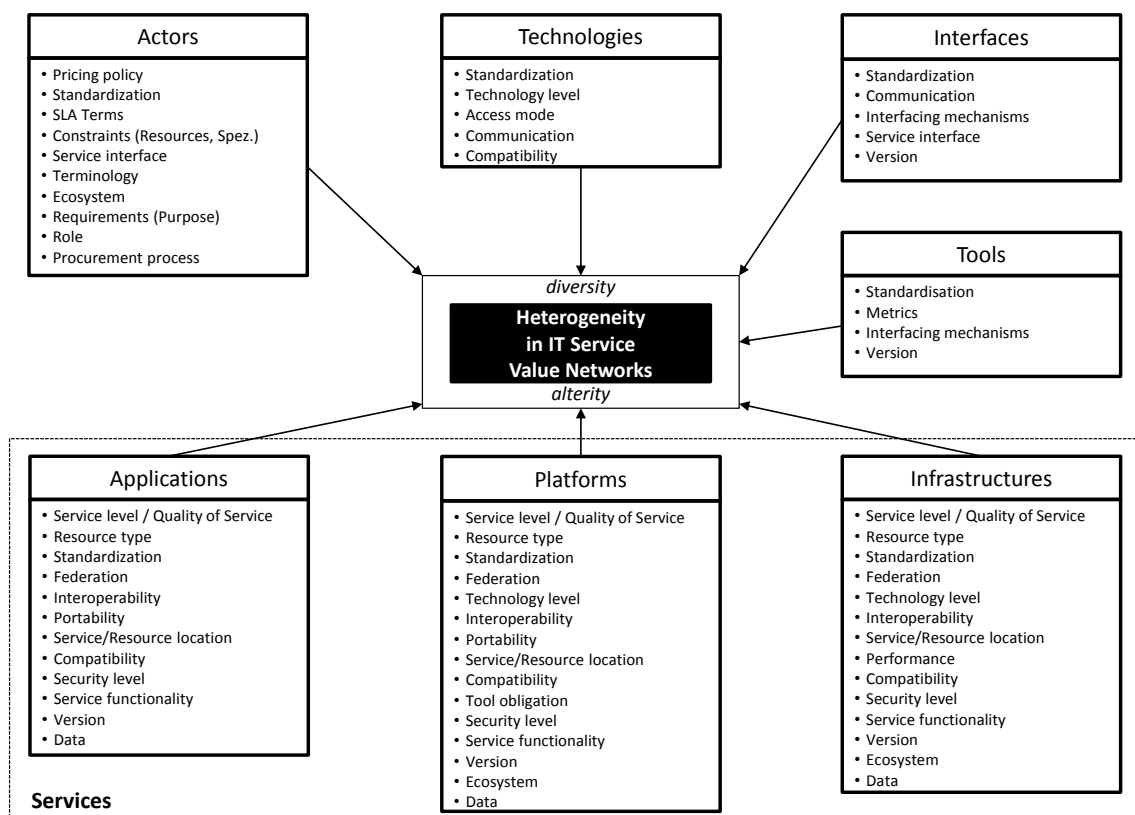 Actors
• Pricing policy
• Standardization
• SLA Terms
• Constraints (Resources, Spez.)
• Service interface
• Terminology
• Ecosystem
• Requirements (Purpose)
• Role
• Procurement process
Technologies
• Standardization
• Technology level
• Access mode
• Communication
• Compatibility
Interfaces
• Standardization
• Communication
• Interfacing mechanisms
• Service interface
• Version
Tools
• Standardisation
• Metrics
• Interfacing mechanisms
• Version
diversity
Heterogeneity
in IT Service
Value Networks
alterity
Applications
• Service level / Quality of Service
• Resource type
• Standardization
• Federation
• Interoperability
• Portability
• Service/Resource location
• Compatibility
• Security level
• Service functionality
• Version
• Data
Platforms
• Service level / Quality of Service
• Resource type
• Standardization
• Federation
• Technology level
• Interoperability
• Portability
• Service/Resource location
• Compatibility
• Tool obligation
• Security level
• Service functionality
• Version
• Ecosystem
• Data
Infrastructures
• Service level / Quality of Service
• Resource type
• Standardization
• Federation
• Technology level
• Interoperability
• Service/Resource location
• Performance
• Compatibility
• Security level
• Service functionality
• Version
• Ecosystem
• Data
Services